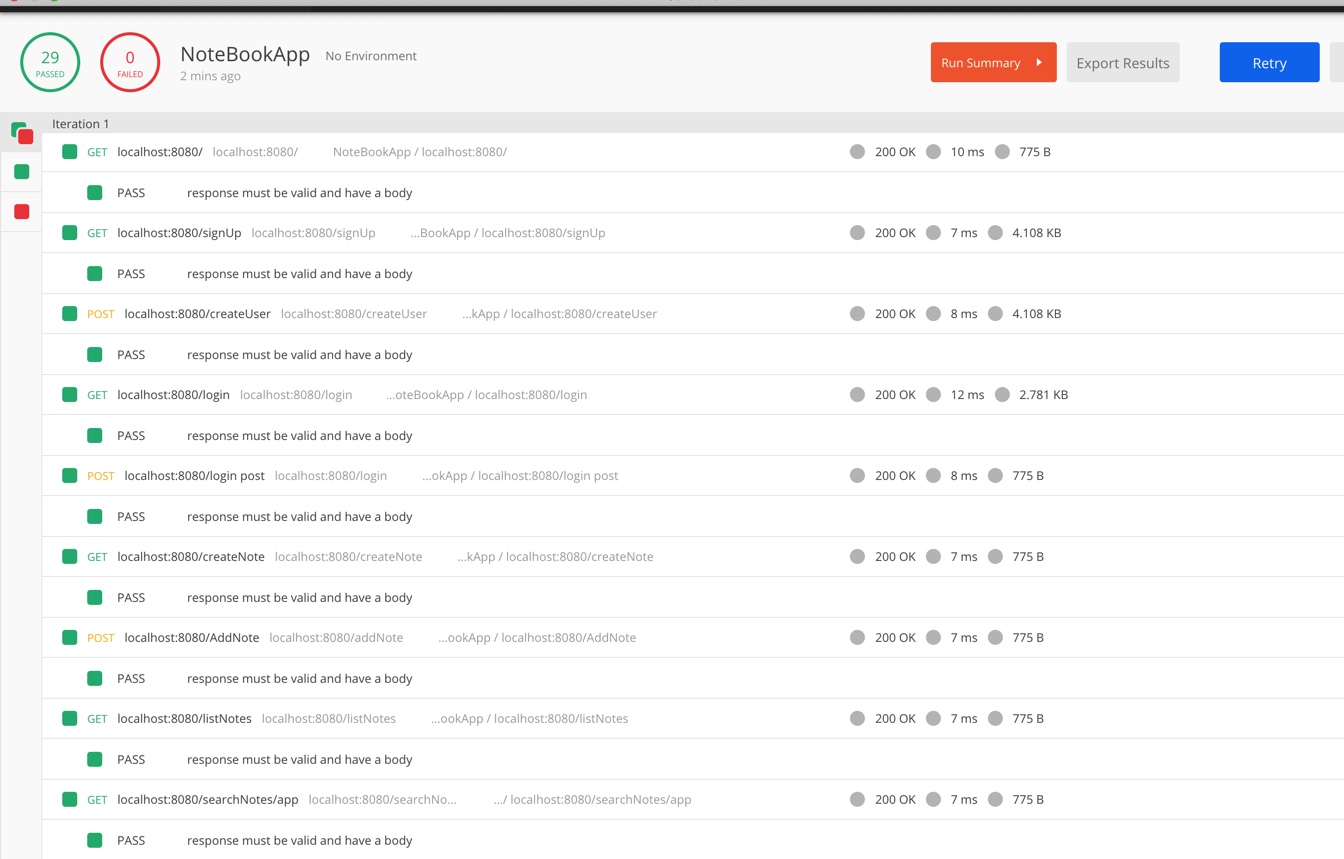 29
PASSED
0
FAILED
NoteBookApp No Environment
2 mins ago
Run Summary
Export Results
Retry
Iteration 1
GET localhost:8080/ localhost:8080/ NoteBookApp / localhost:8080/ 200 OK 10 ms 775 B
PASS response must be valid and have a body
GET localhost:8080/signUp localhost:8080/signUp ...BookApp / localhost:8080/signUp 200 OK 7 ms 4.108 KB
PASS response must be valid and have a body
POST localhost:8080/createUser localhost:8080/createUser ...kApp / localhost:8080/createUser 200 OK 8 ms 4.108 KB
PASS response must be valid and have a body
GET localhost:8080/login localhost:8080/login ...oteBookApp / localhost:8080/login 200 OK 12 ms 2.781 KB
PASS response must be valid and have a body
POST localhost:8080/login post localhost:8080/login ...okApp / localhost:8080/login post 200 OK 8 ms 775 B
PASS response must be valid and have a body
GET localhost:8080/createNote localhost:8080/createNote ...kApp / localhost:8080/createNote 200 OK 7 ms 775 B
PASS response must be valid and have a body
POST localhost:8080/AddNote localhost:8080/addNote ...ookApp / localhost:8080/AddNote 200 OK 7 ms 775 B
PASS response must be valid and have a body
GET localhost:8080/listNotes localhost:8080/listNotes ...ookApp / localhost:8080/listNotes 200 OK 7 ms 775 B
PASS response must be valid and have a body
GET localhost:8080/searchNotes/app localhost:8080/searchNo... .../ localhost:8080/searchNotes/app 200 OK 7 ms 775 B
PASS response must be valid and have a body